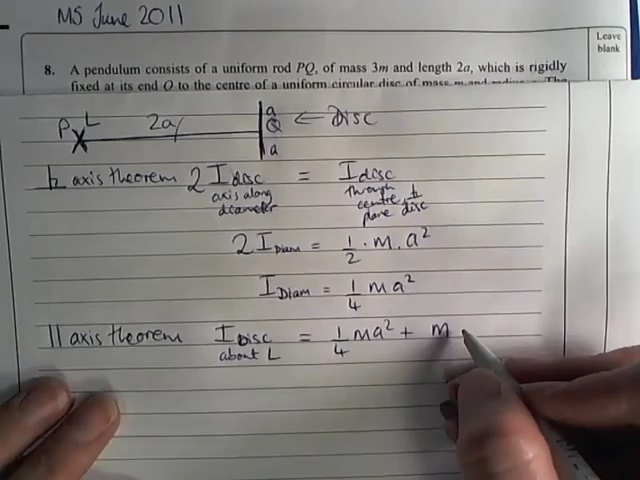 MS June 2011
Leave
blank
8. A pendulum consists of a uniform rod PQ, of mass 3m and length 2a, which is rigidly
fixed at its end Q to the centre of a uniform circular disc of mass m and radius a. The
P L 2a Q a a ← Disc
⊥ axis theorem 2 I disc = I disc
axis along diameter through centre ⊥ plane disc
2 I Diam = 1/2 . m . a²
I Diam = 1/4 ma²
|| axis theorem I Disc = 1/4 ma² + m
about L